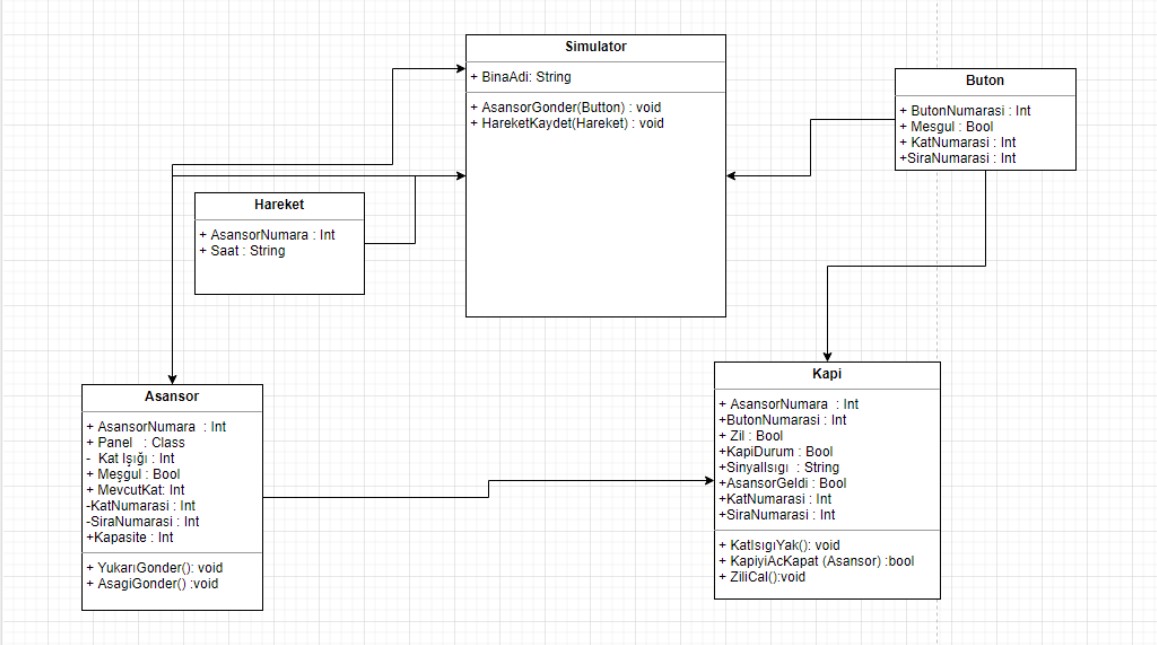 Simulator
+ BinaAdi: String
+ AsansorGonder(Button) : void
+ HareketKaydet(Hareket) : void
Buton
+ ButonNumarasi : Int
+ Mesgul : Bool
+ KatNumarasi : Int
+SiraNumarasi : Int
Hareket
+ AsansorNumara : Int
+ Saat : String
Asansor
+ AsansorNumara : Int
+ Panel : Class
- Kat Işığı : Int
+ Meşgul : Bool
+ MevcutKat: Int
-KatNumarasi : Int
-SiraNumarasi : Int
+Kapasite : Int
+ YukarıGonder(): void
+ AsagiGonder() :void
Kapi
+ AsansorNumara : Int
+ButonNumarasi : Int
+ Zil : Bool
+KapiDurum : Bool
+SinyalIsıgı : String
+AsansorGeldi : Bool
+KatNumarasi : Int
+SiraNumarasi : Int
+ KatIsıgıYak(): void
+ KapiyiAcKapat (Asansor) :bool
+ ZiliCal():void